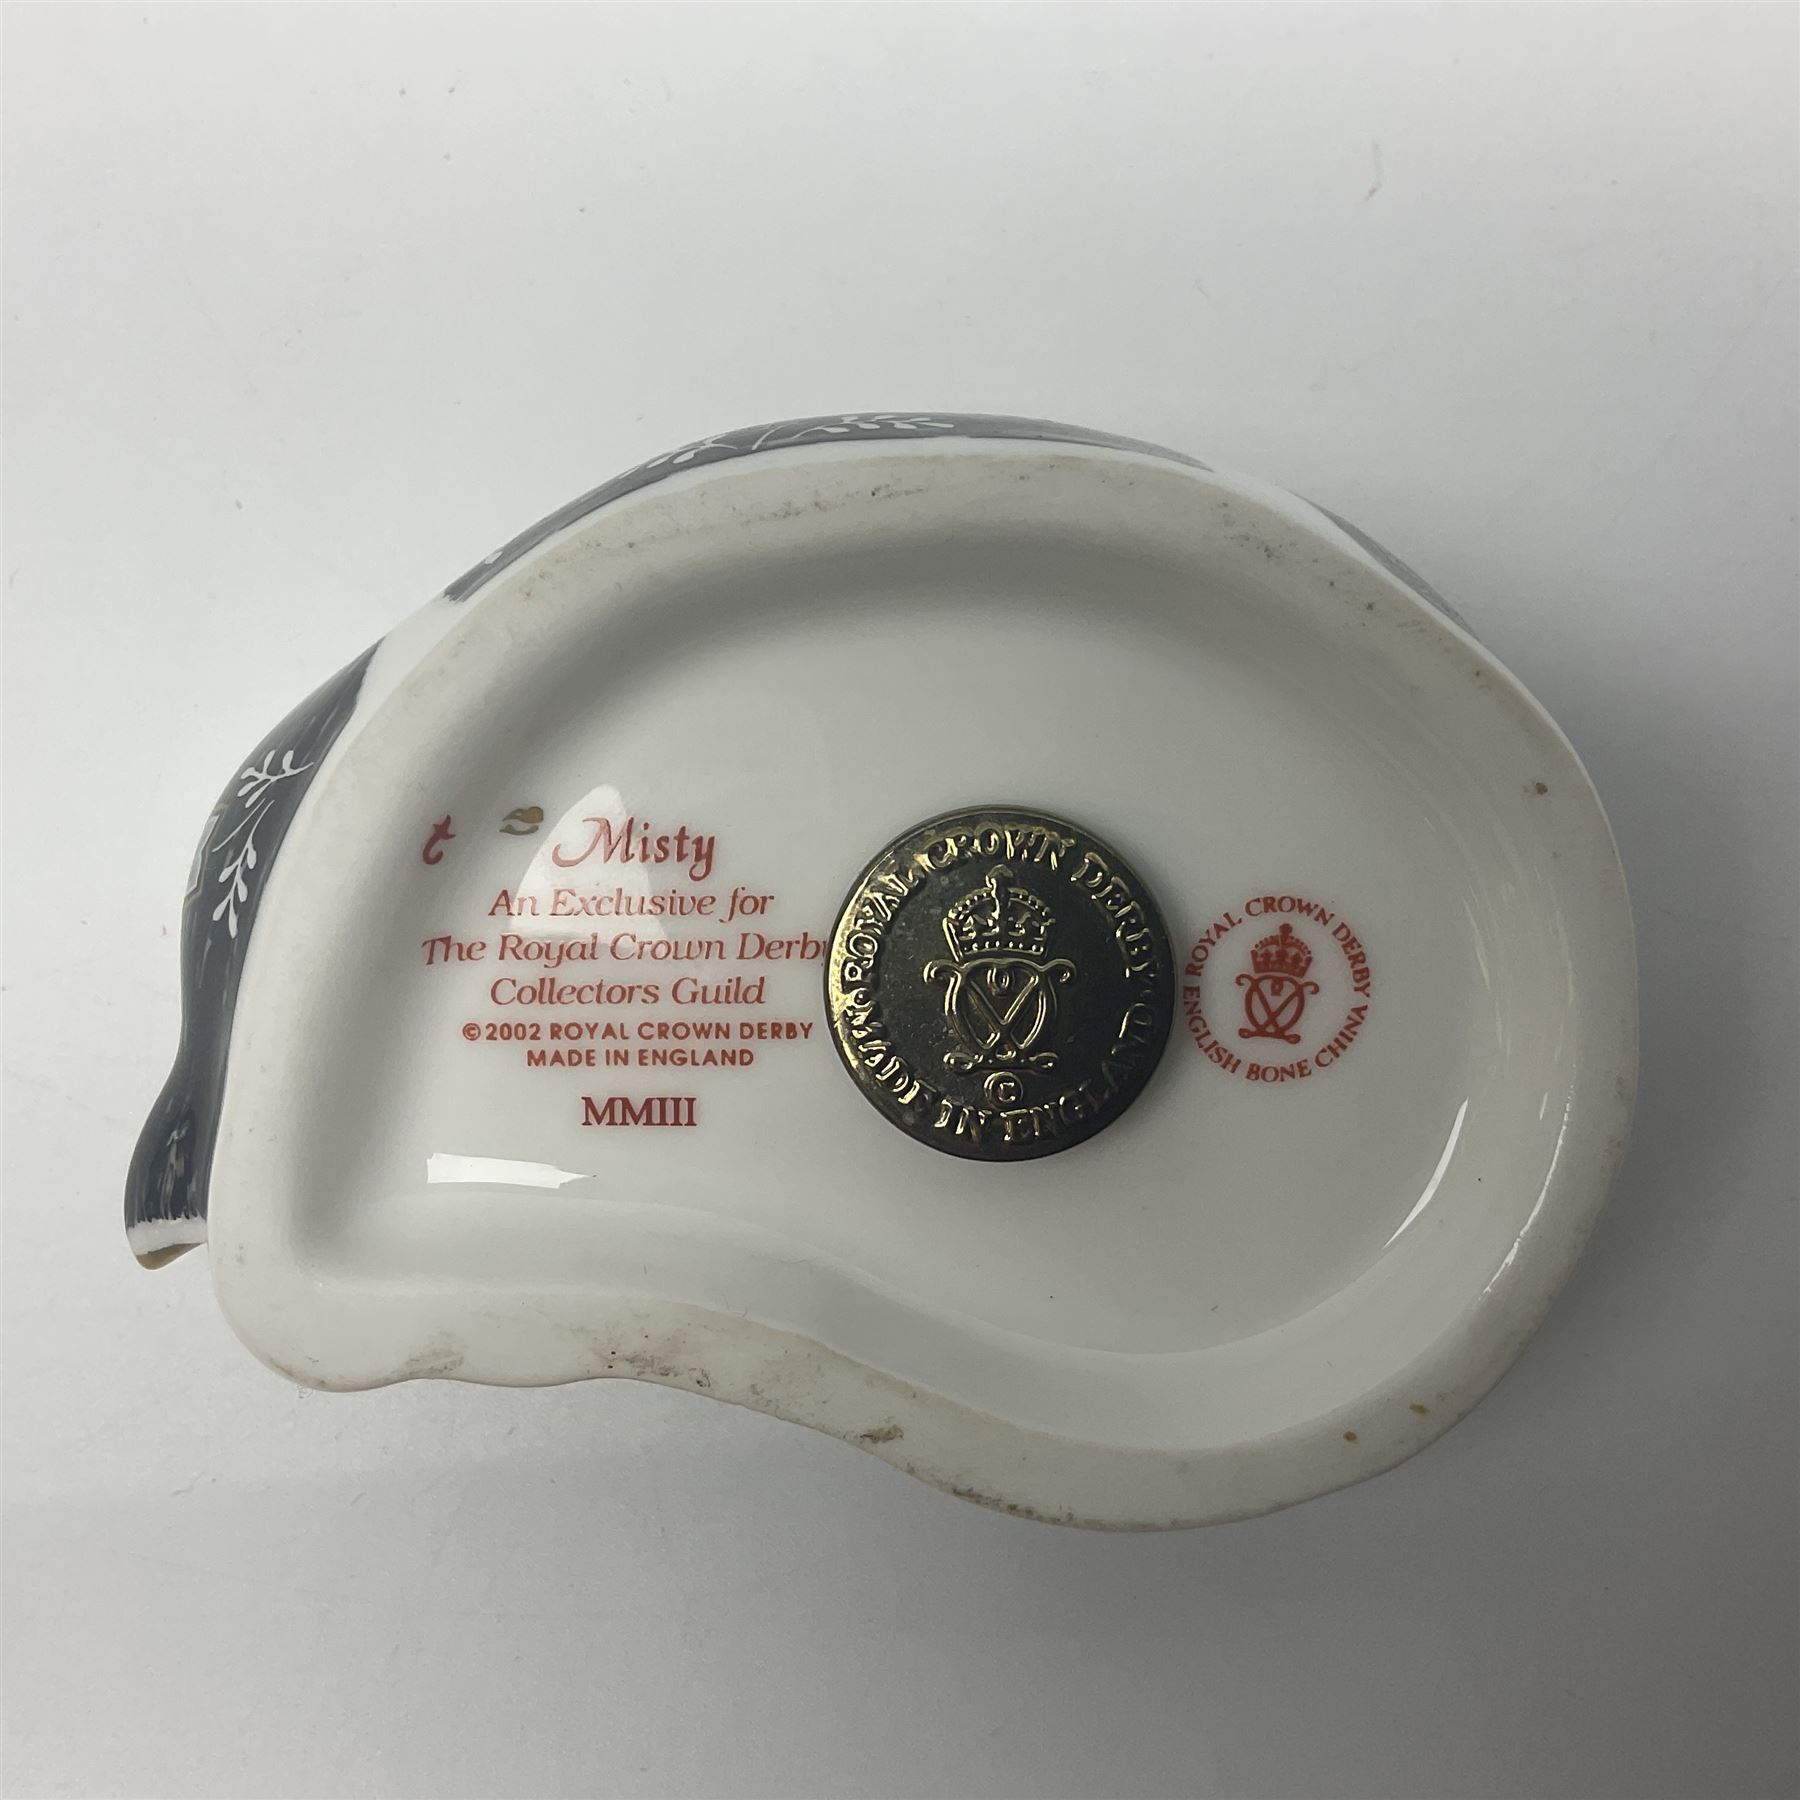 t
Misty
An Exclusive for
The Royal Crown Derby
Collectors Guild
©2002 ROYAL CROWN DERBY
MADE IN ENGLAND
MMIII
ROYAL CROWN DERBY
MADE IN ENGLAND
©
ROYAL CROWN DERBY
ENGLISH BONE CHINA